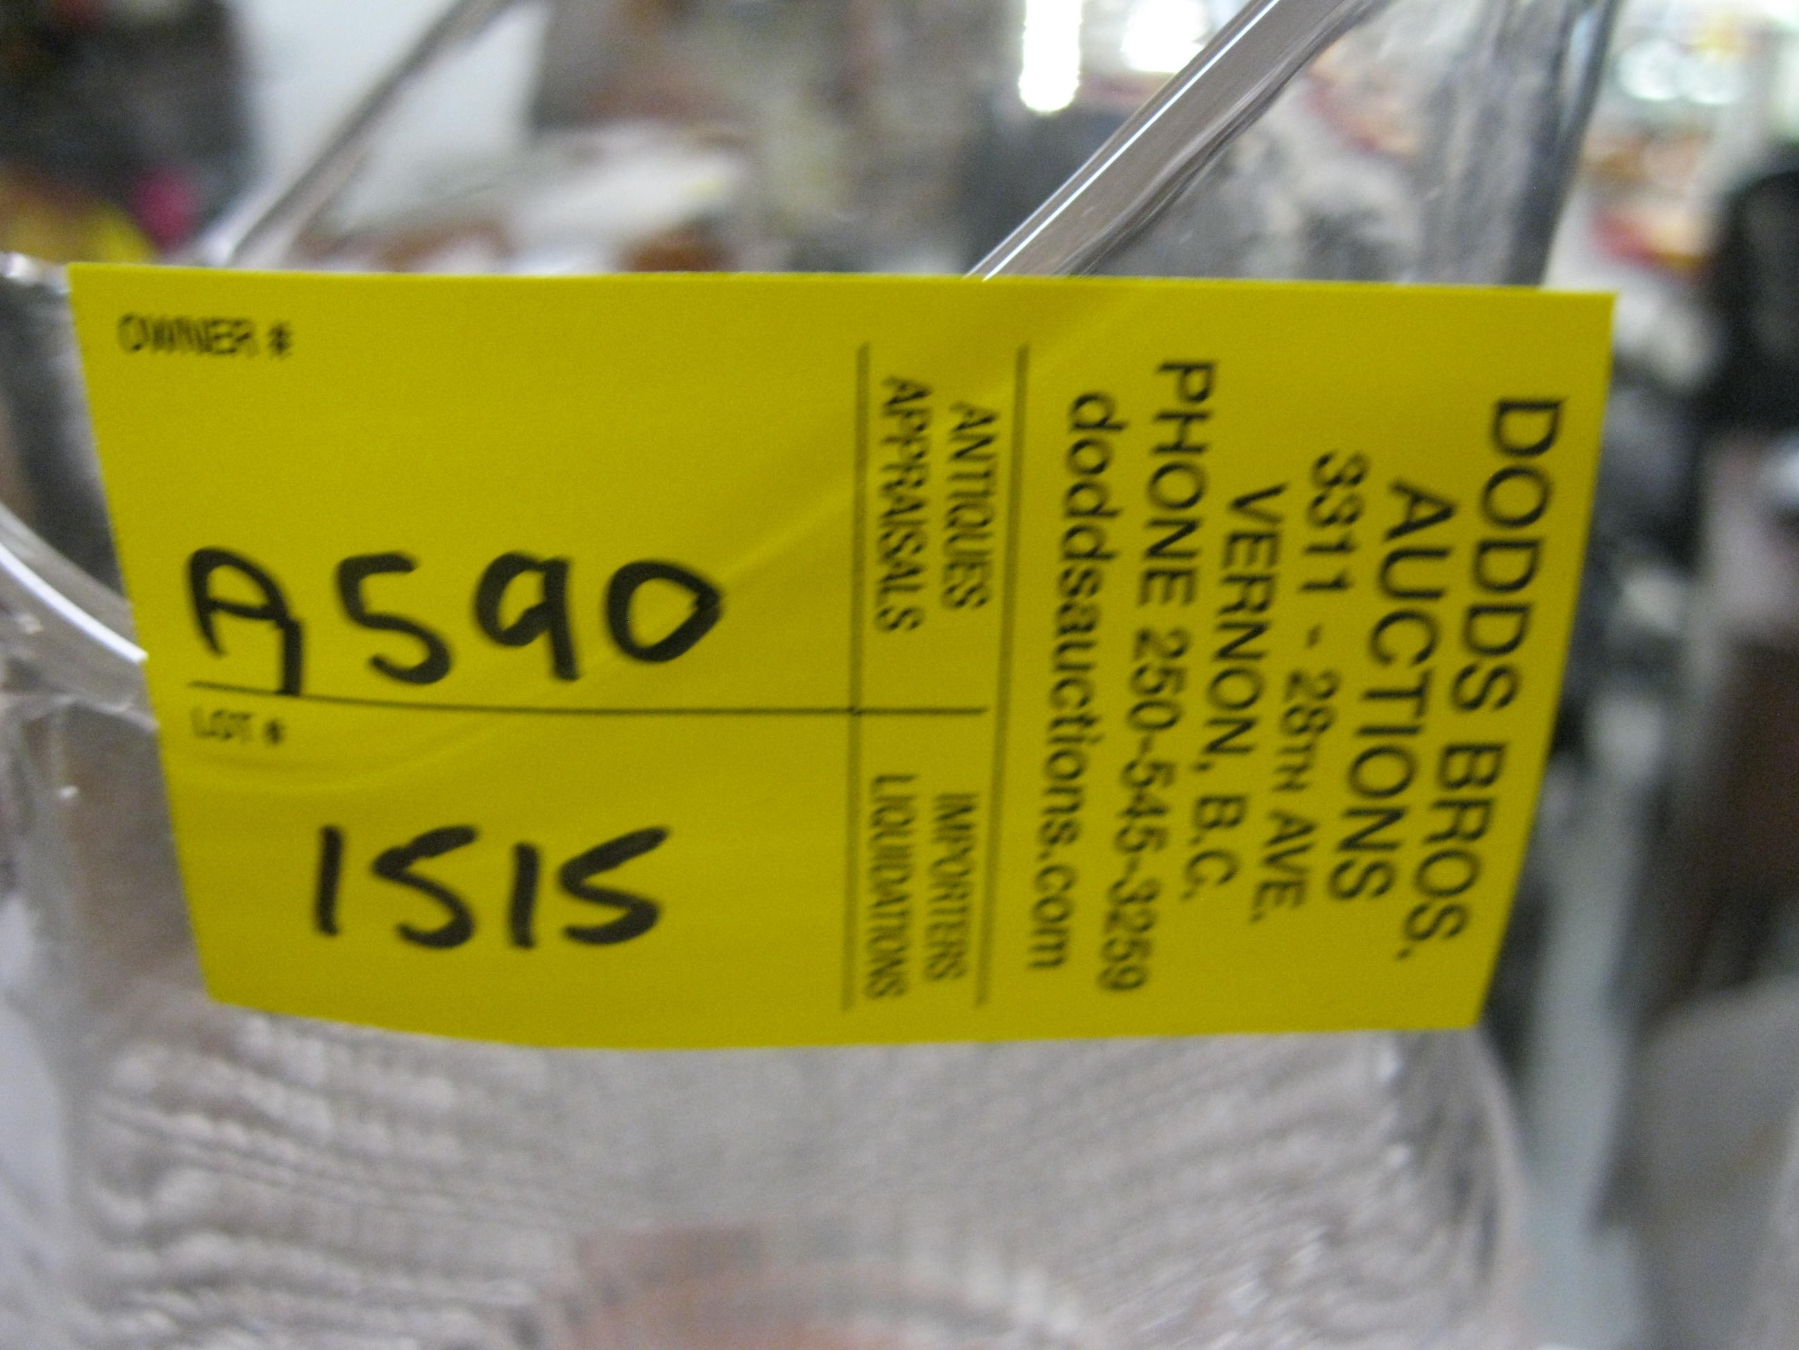 OWNER #
A590
LOT #
1515
ANTIQUES
APPRAISALS
IMPORTERS
LIQUIDATIONS
DODDS BROS.
AUCTIONS
3311 - 28TH AVE.
VERNON, B.C.
PHONE 250-545-3259
doddsauctions.com